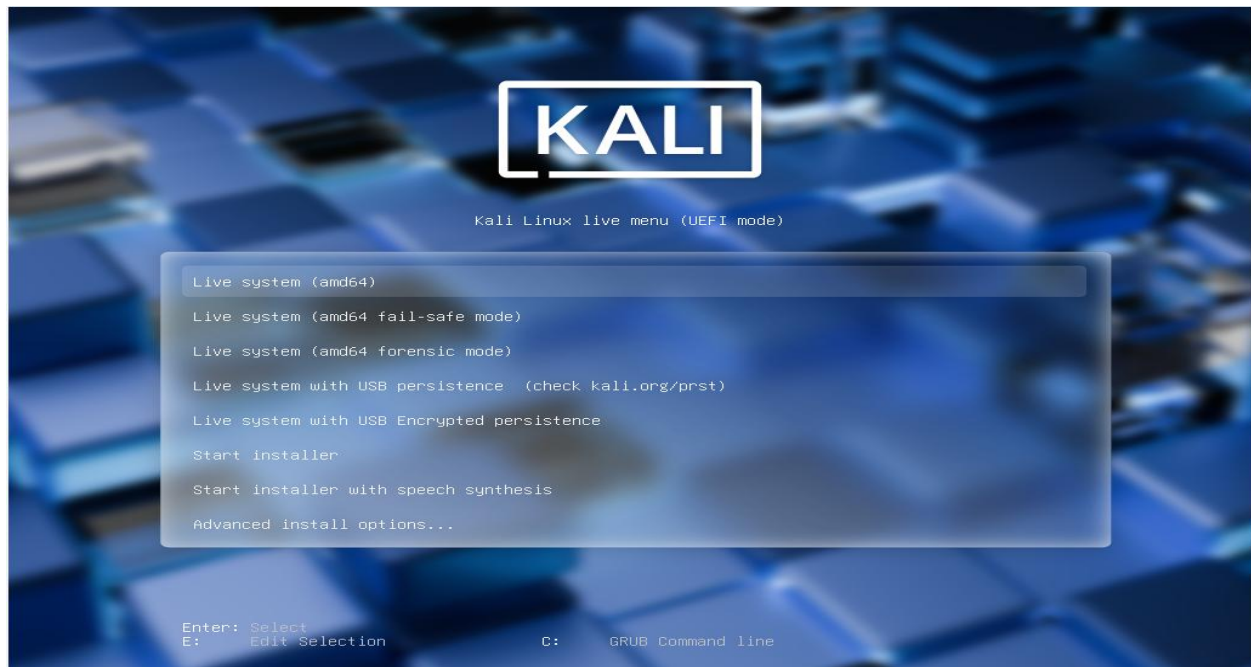 KALI
Kali Linux live menu (UEFI mode)
Live system (amd64)
Live system (amd64 fail-safe mode)
Live system (amd64 forensic mode)
Live system with USB persistence  (check kali.org/prst)
Live system with USB Encrypted persistence
Start installer
Start installer with speech synthesis
Advanced install options...
Enter: Select
E: Edit Selection C: GRUB Command line